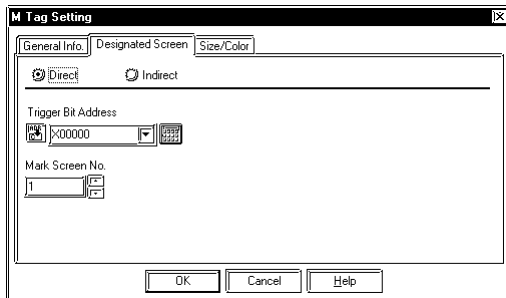 M Tag Setting
General Info. Designated Screen Size/Color
Direct Indirect
Trigger Bit Address
X00000
Mark Screen No.
1
OK Cancel Help